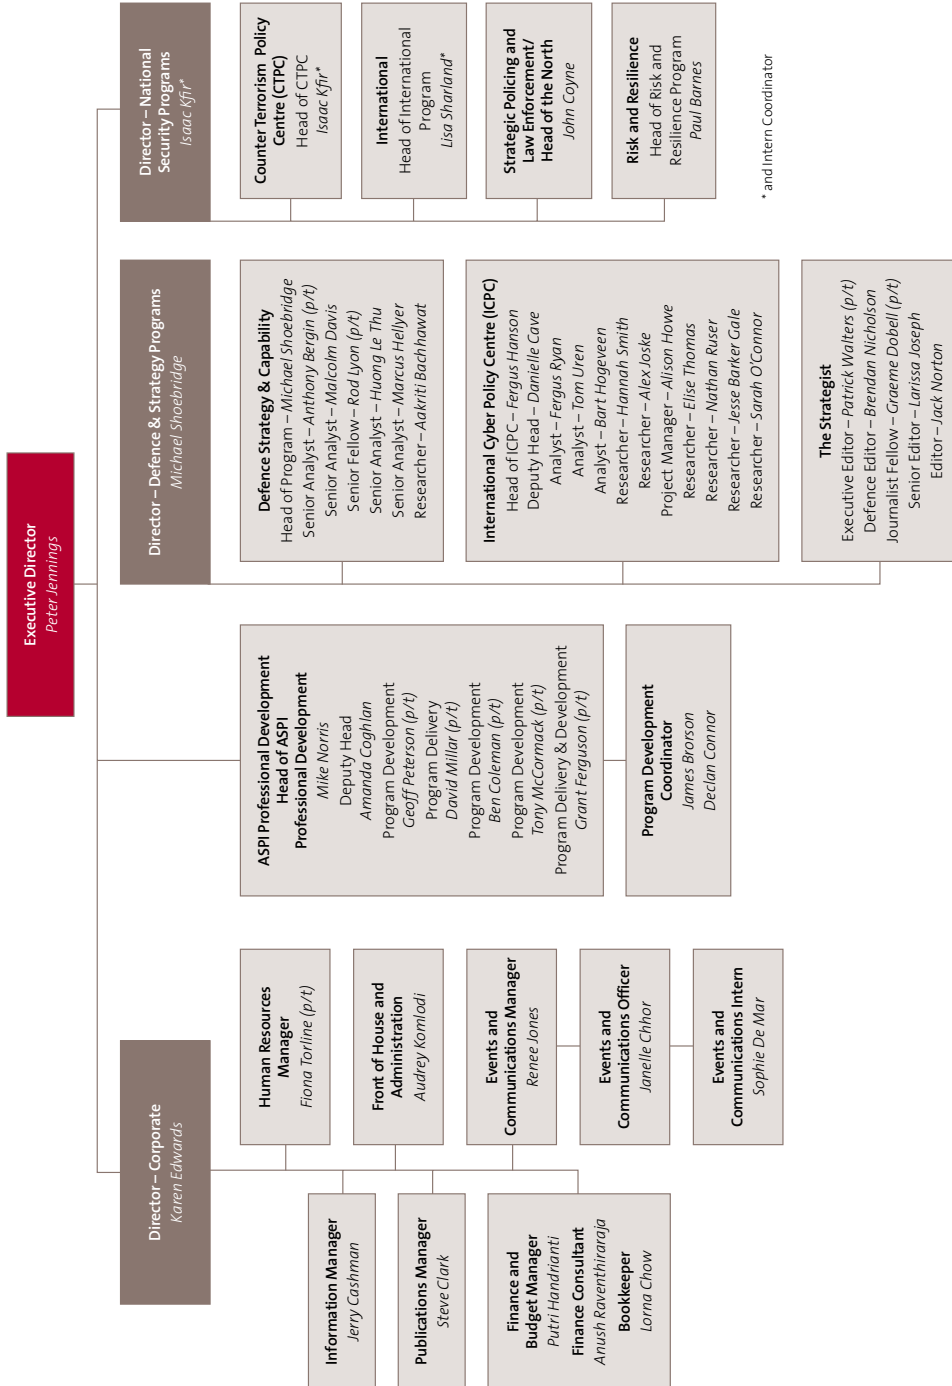 Executive Director
Peter Jennings
Director – Corporate
Karen Edwards
Information Manager
Jerry Cashman
Publications Manager
Steve Clark
Finance and
Budget Manager
Putri Handrianti
Finance Consultant
Anush Raventhiraraja
Bookkeeper
Lorna Chow
Human Resources
Manager
Fiona Torline (p/t)
Front of House and
Administration
Audrey Komlodi
Events and
Communications Manager
Renee Jones
Events and
Communications Officer
Janelle Chhor
Events and
Communications Intern
Sophie De Mar
ASPI Professional Development
Head of ASPI
Professional Development
Mike Norris
Deputy Head
Amanda Coghlan
Program Development
Geoff Peterson (p/t)
Program Delivery
David Millar (p/t)
Program Development
Ben Coleman (p/t)
Program Development
Tony McCormack (p/t)
Program Delivery & Development
Grant Ferguson (p/t)
Program Development
Coordinator
James Brorson
Declan Connor
Director – Defence & Strategy Programs
Michael Shoebridge
Defence Strategy & Capability
Head of Program – Michael Shoebridge
Senior Analyst – Anthony Bergin (p/t)
Senior Analyst – Malcolm Davis
Senior Fellow – Rod Lyon (p/t)
Senior Analyst – Huong Le Thu
Senior Analyst – Marcus Hellyer
Researcher – Aakriti Bachhawat
International Cyber Policy Centre (ICPC)
Head of ICPC – Fergus Hanson
Deputy Head – Danielle Cave
Analyst – Fergus Ryan
Analyst – Tom Uren
Analyst – Bart Hogeveen
Researcher – Hannah Smith
Researcher – Alex Joske
Project Manager – Alison Howe
Researcher – Elise Thomas
Researcher – Nathan Ruser
Researcher – Jesse Barker Gale
Researcher – Sarah O'Connor
The Strategist
Executive Editor – Patrick Walters (p/t)
Defence Editor – Brendan Nicholson
Journalist Fellow – Graeme Dobell (p/t)
Senior Editor – Larissa Joseph
Editor – Jack Norton
Director – National
Security Programs
Isaac Kfir*
Counter Terrorism Policy
Centre (CTPC)
Head of CTPC
Isaac Kfir*
International
Head of International
Program
Lisa Sharland*
Strategic Policing and
Law Enforcement/
Head of the North
John Coyne
Risk and Resilience
Head of Risk and
Resilience Program
Paul Barnes
* and Intern Coordinator